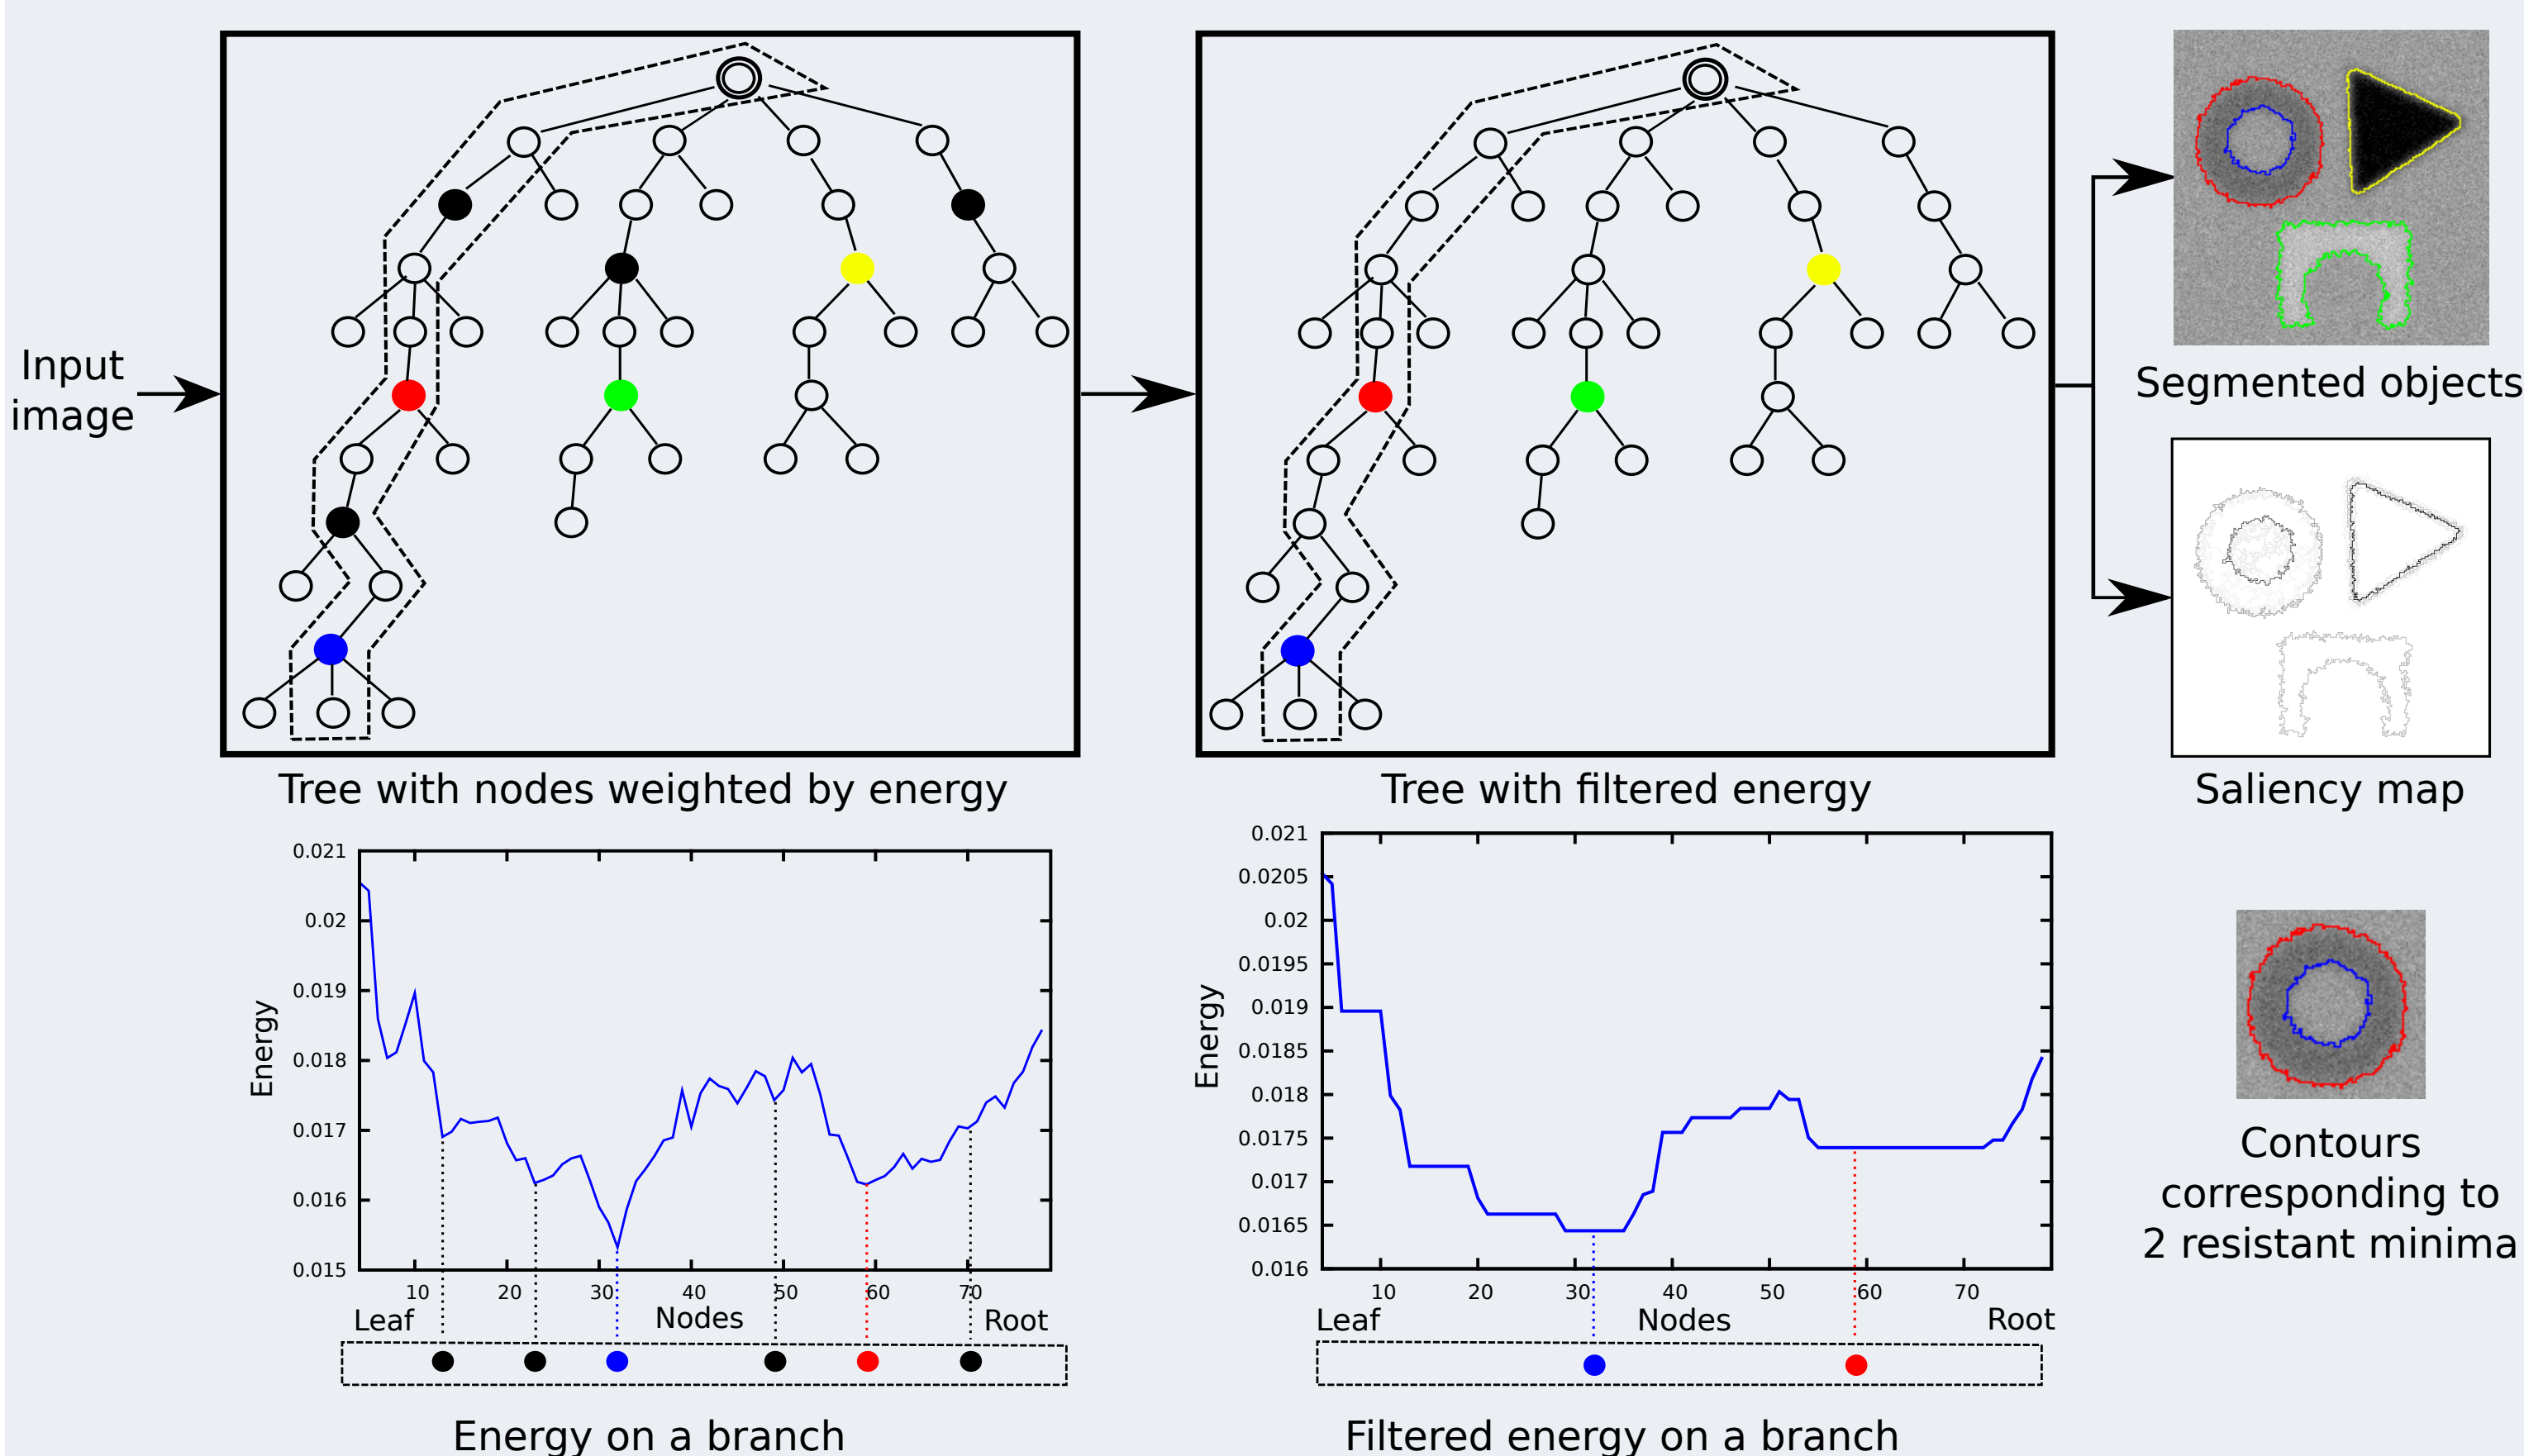 Input
image
Segmented objects
Tree with nodes weighted by energy
Tree with filtered energy
Saliency map
0.021
0.02
0.019
0.018
0.017
0.016
0.015
Energy
10 20 30 40 50 60 70
Leaf Nodes Root
Energy on a branch
0.021
0.0205
0.02
0.0195
0.019
0.0185
0.018
0.0175
0.017
0.0165
0.016
Energy
10 20 30 40 50 60 70
Leaf Nodes Root
Filtered energy on a branch
Contours
corresponding to
2 resistant minima